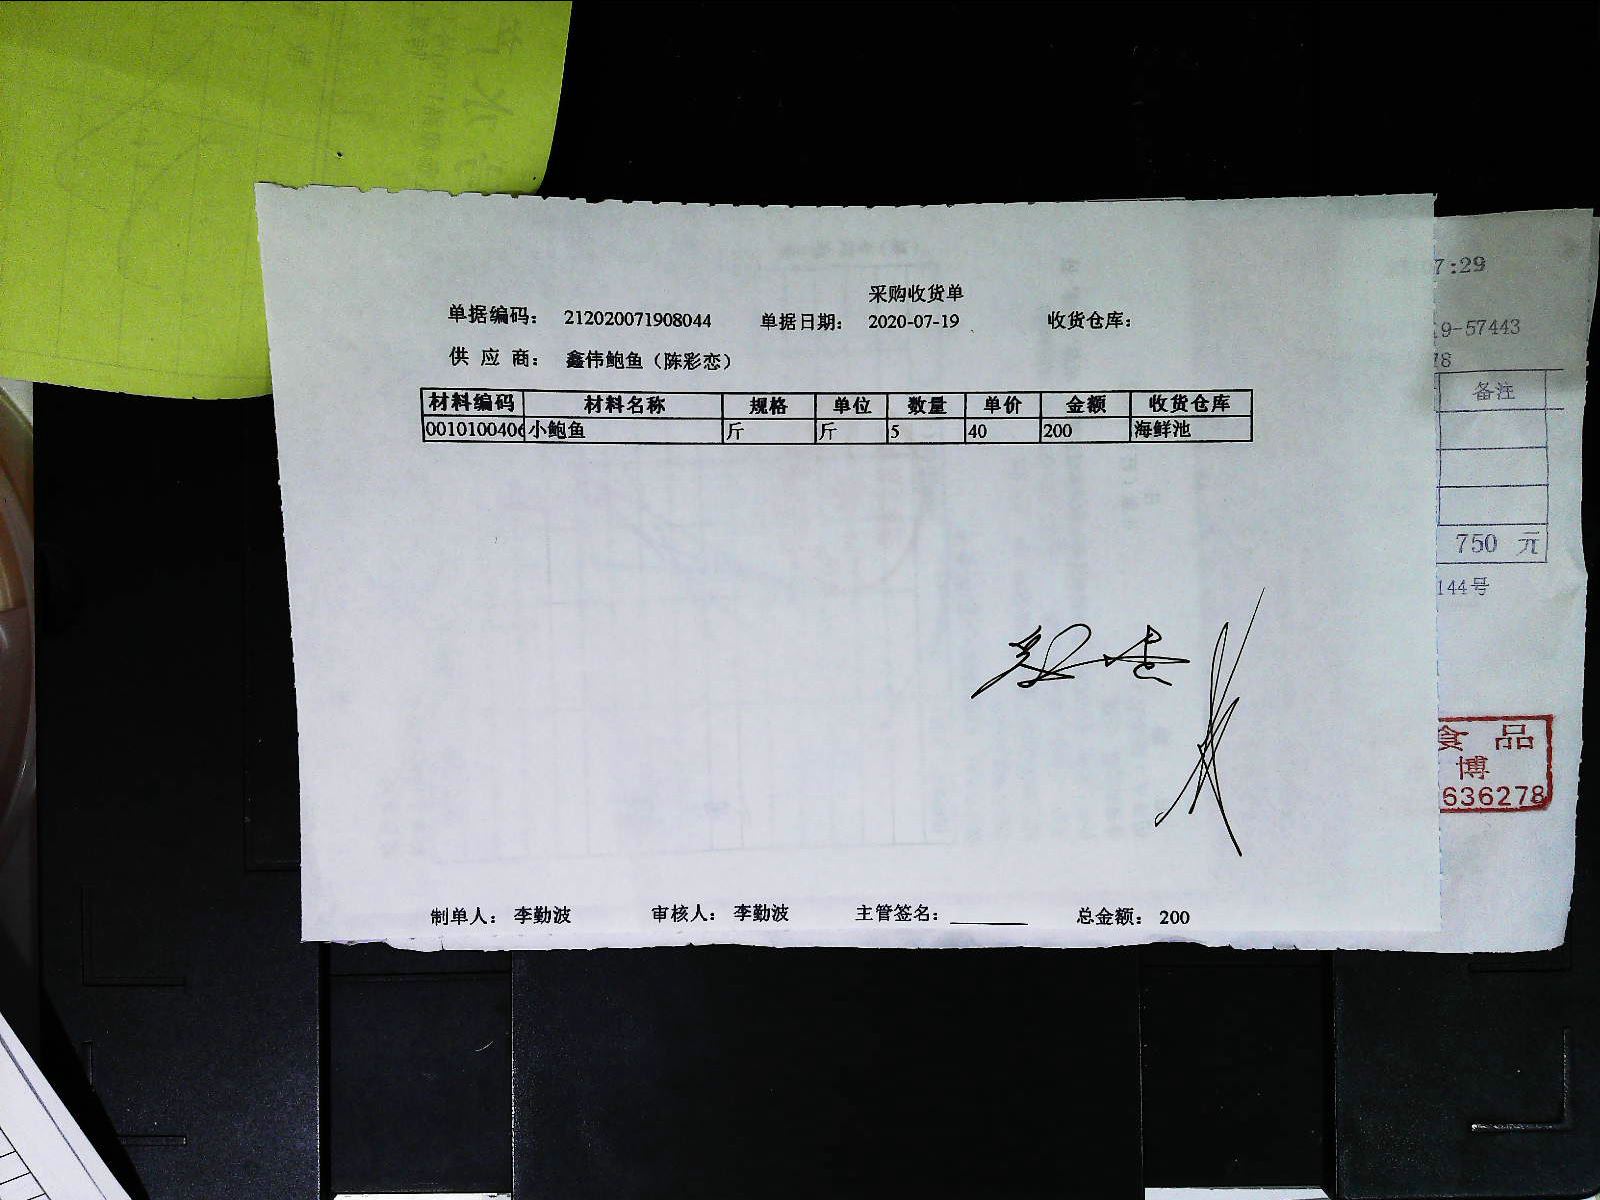 采购收货单
单据编码： 212020071908044 单据日期： 2020-07-19 收货仓库：
供 应 商： 鑫伟鲍鱼（陈彩恋）
材料编码 材料名称 规格 单位 数量 单价 金额 收货仓库
0010100406 小鲍鱼 斤 斤 5 40 200 海鲜池
制单人： 李勤波 审核人： 李勤波 主管签名： 总金额： 200
7:29
9-57443
78
备注
750 元
144号
食 品
博
636278